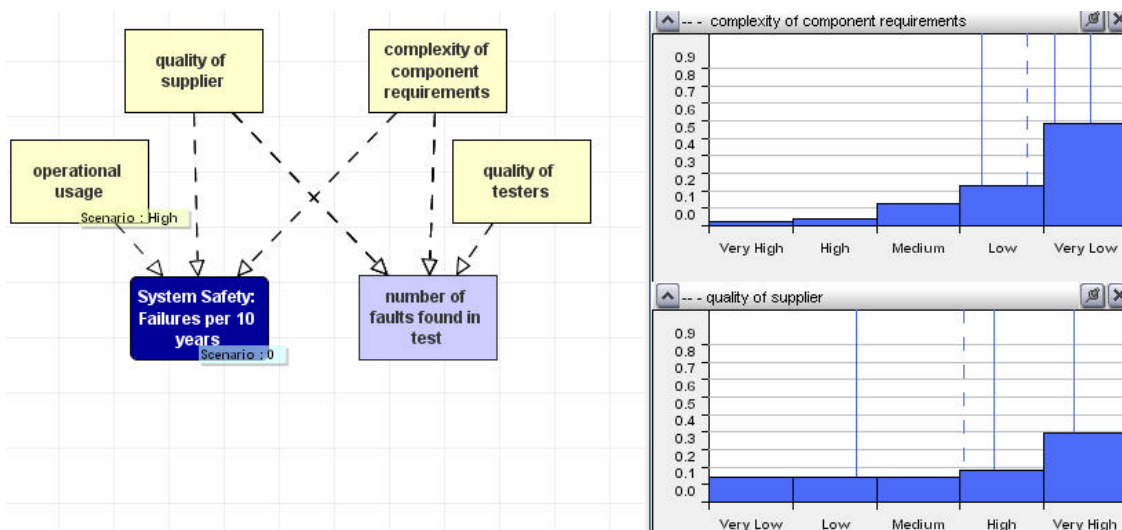 quality of
supplier
complexity of
component
requirements
operational
usage
Scenario : High
quality of
testers
System Safety:
Failures per 10
years
Scenario : 0
number of
faults found in
test
-- - complexity of component requirements
0.9
0.8
0.7
0.6
0.5
0.4
0.3
0.2
0.1
0.0
Very High High Medium Low Very Low
-- - quality of supplier
0.9
0.8
0.7
0.6
0.5
0.4
0.3
0.2
0.1
0.0
Very Low Low Medium High Very High